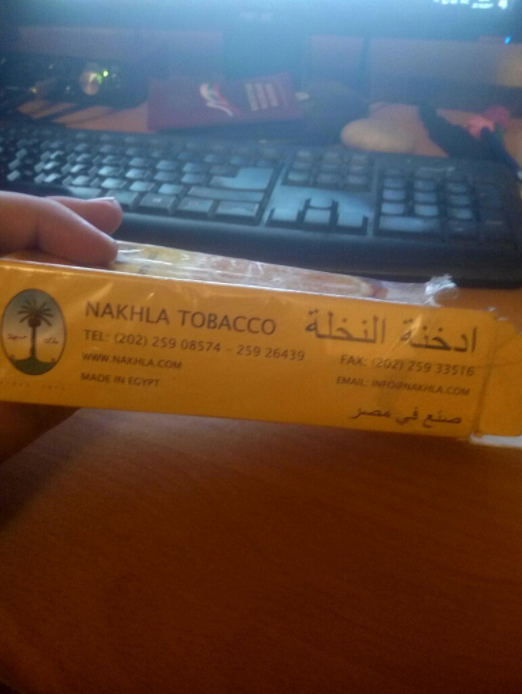 NAKHLA TOBACCO ادخنة النخلة
TEL: (202) 259 08574 - 259 26439 FAX: (202) 259 33516
WWW.NAKHLA.COM EMAIL: INFO@NAKHLA.COM
MADE IN EGYPT صنع في مصر